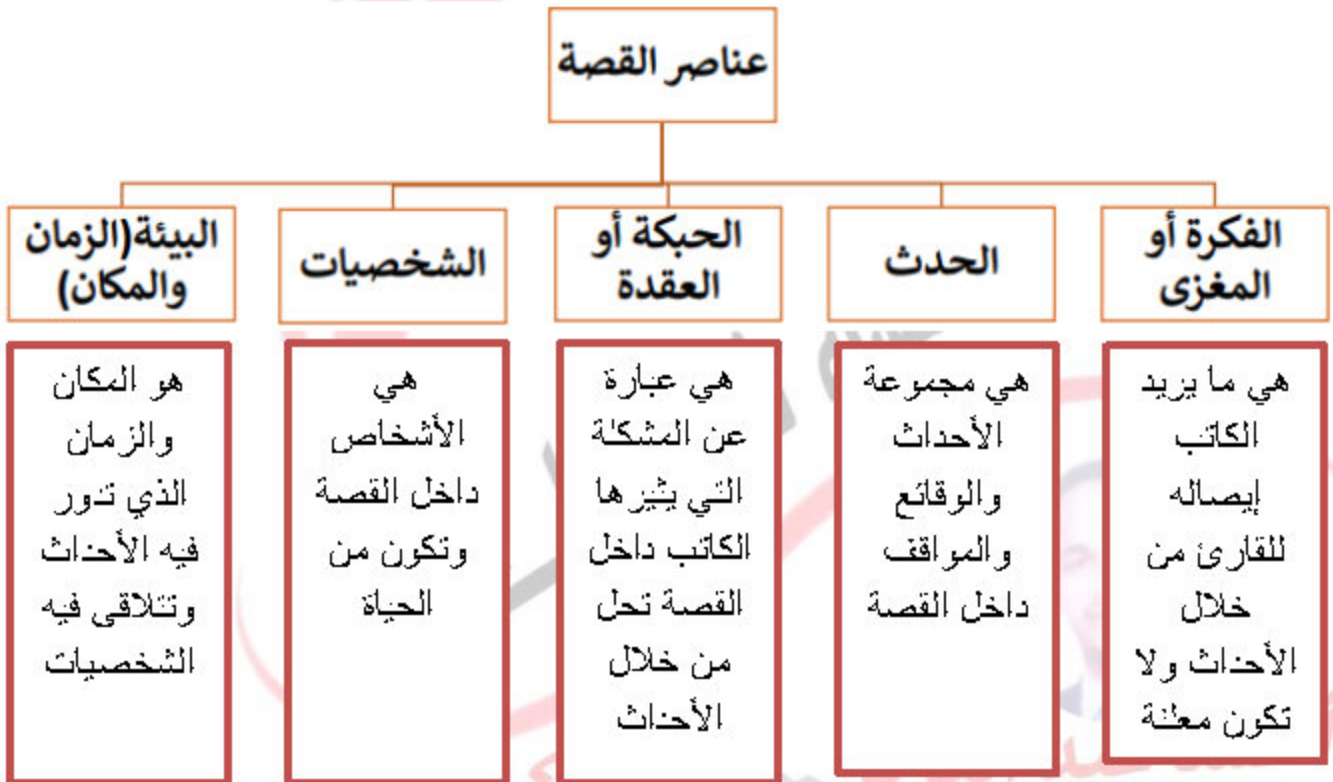 عناصر القصة
الفكرة أو
المغزى
الحدث
الحبكة أو
العقدة
الشخصيات
البيئة(الزمان
والمكان)
هي ما يريد
الكاتب
إيصاله
للقارئ من
خلال
الأحداث ولا
تكون معلنة
هي مجموعة
الأحداث
والوقائع
والمواقف
داخل القصة
هي عبارة
عن المشكلة
التي يثيرها
الكاتب داخل
القصة تحل
من خلال
الأحداث
هي
الأشخاص
داخل القصة
وتكون من
الحياة
هو المكان
والزمان
الذي تدور
فيه الأحداث
وتتلاقى فيه
الشخصيات